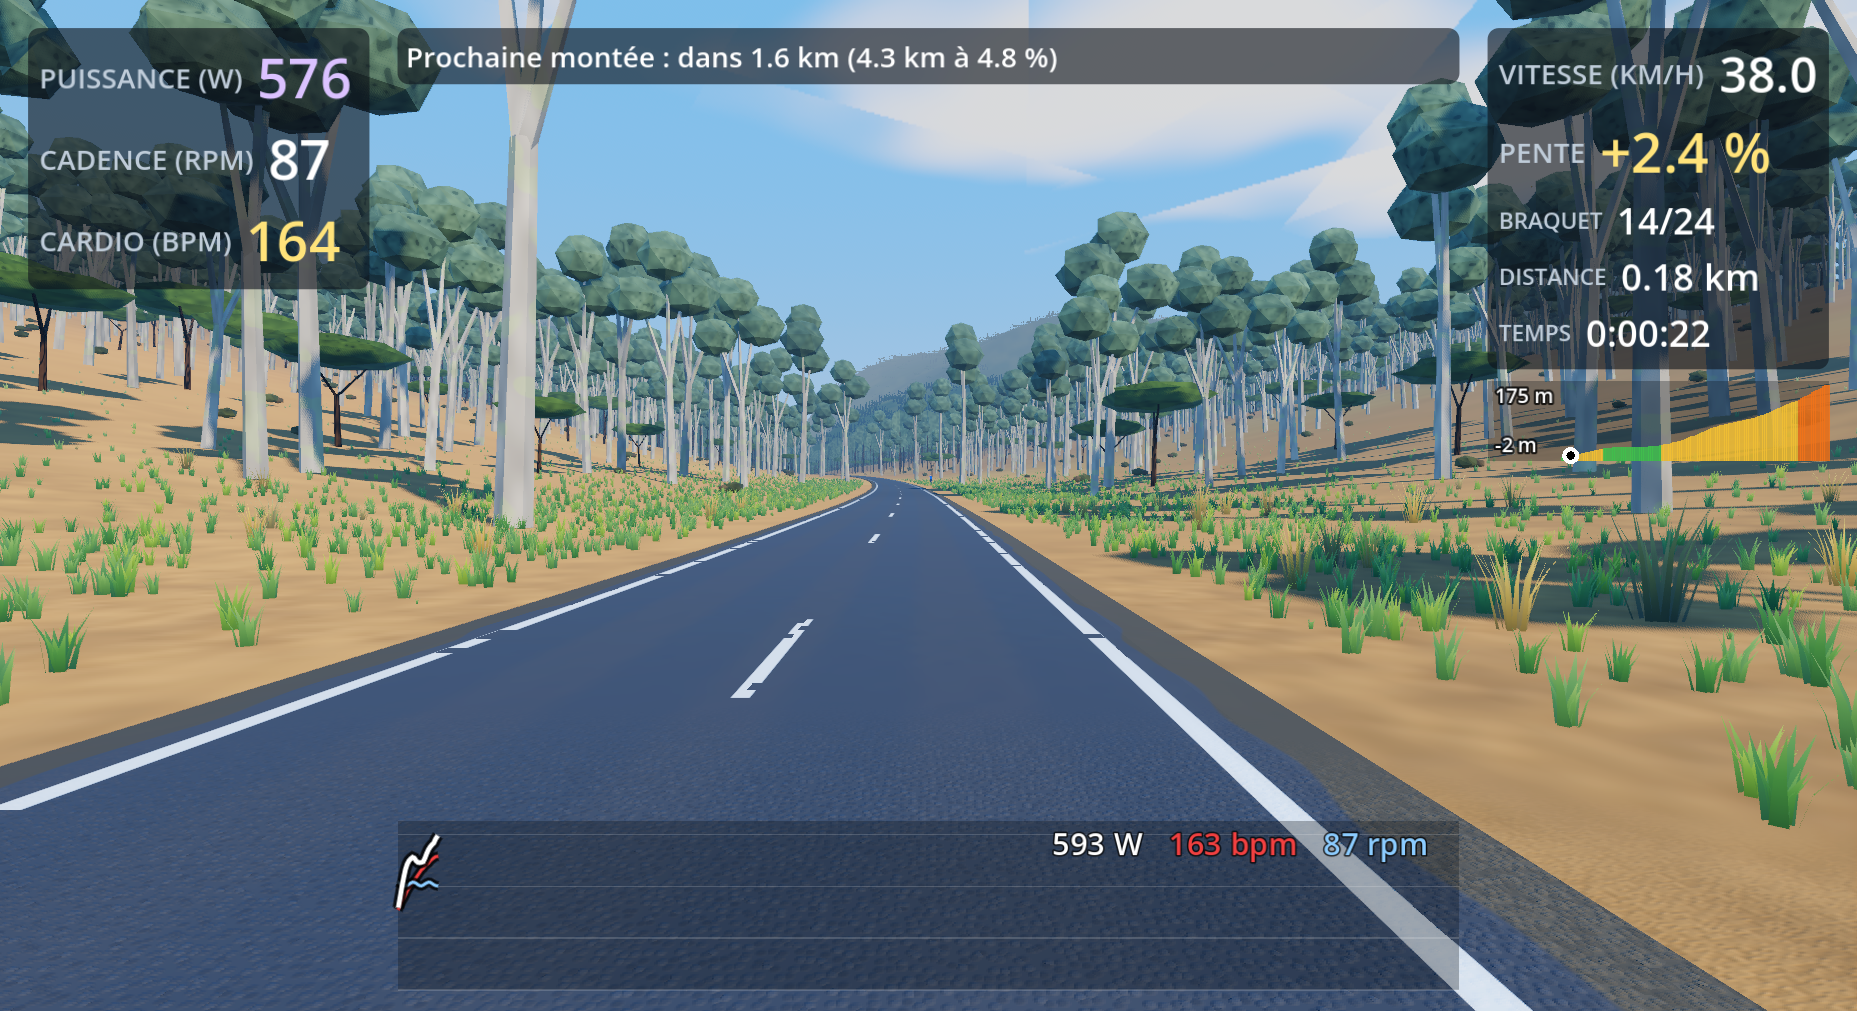 PUISSANCE (W) 576
CADENCE (RPM) 87
CARDIO (BPM) 164
Prochaine montée : dans 1.6 km (4.3 km à 4.8 %)
VITESSE (KM/H) 38.0
PENTE +2.4 %
BRAQUET 14/24
DISTANCE 0.18 km
TEMPS 0:00:22
175 m
-2 m
593 W 163 bpm 87 rpm